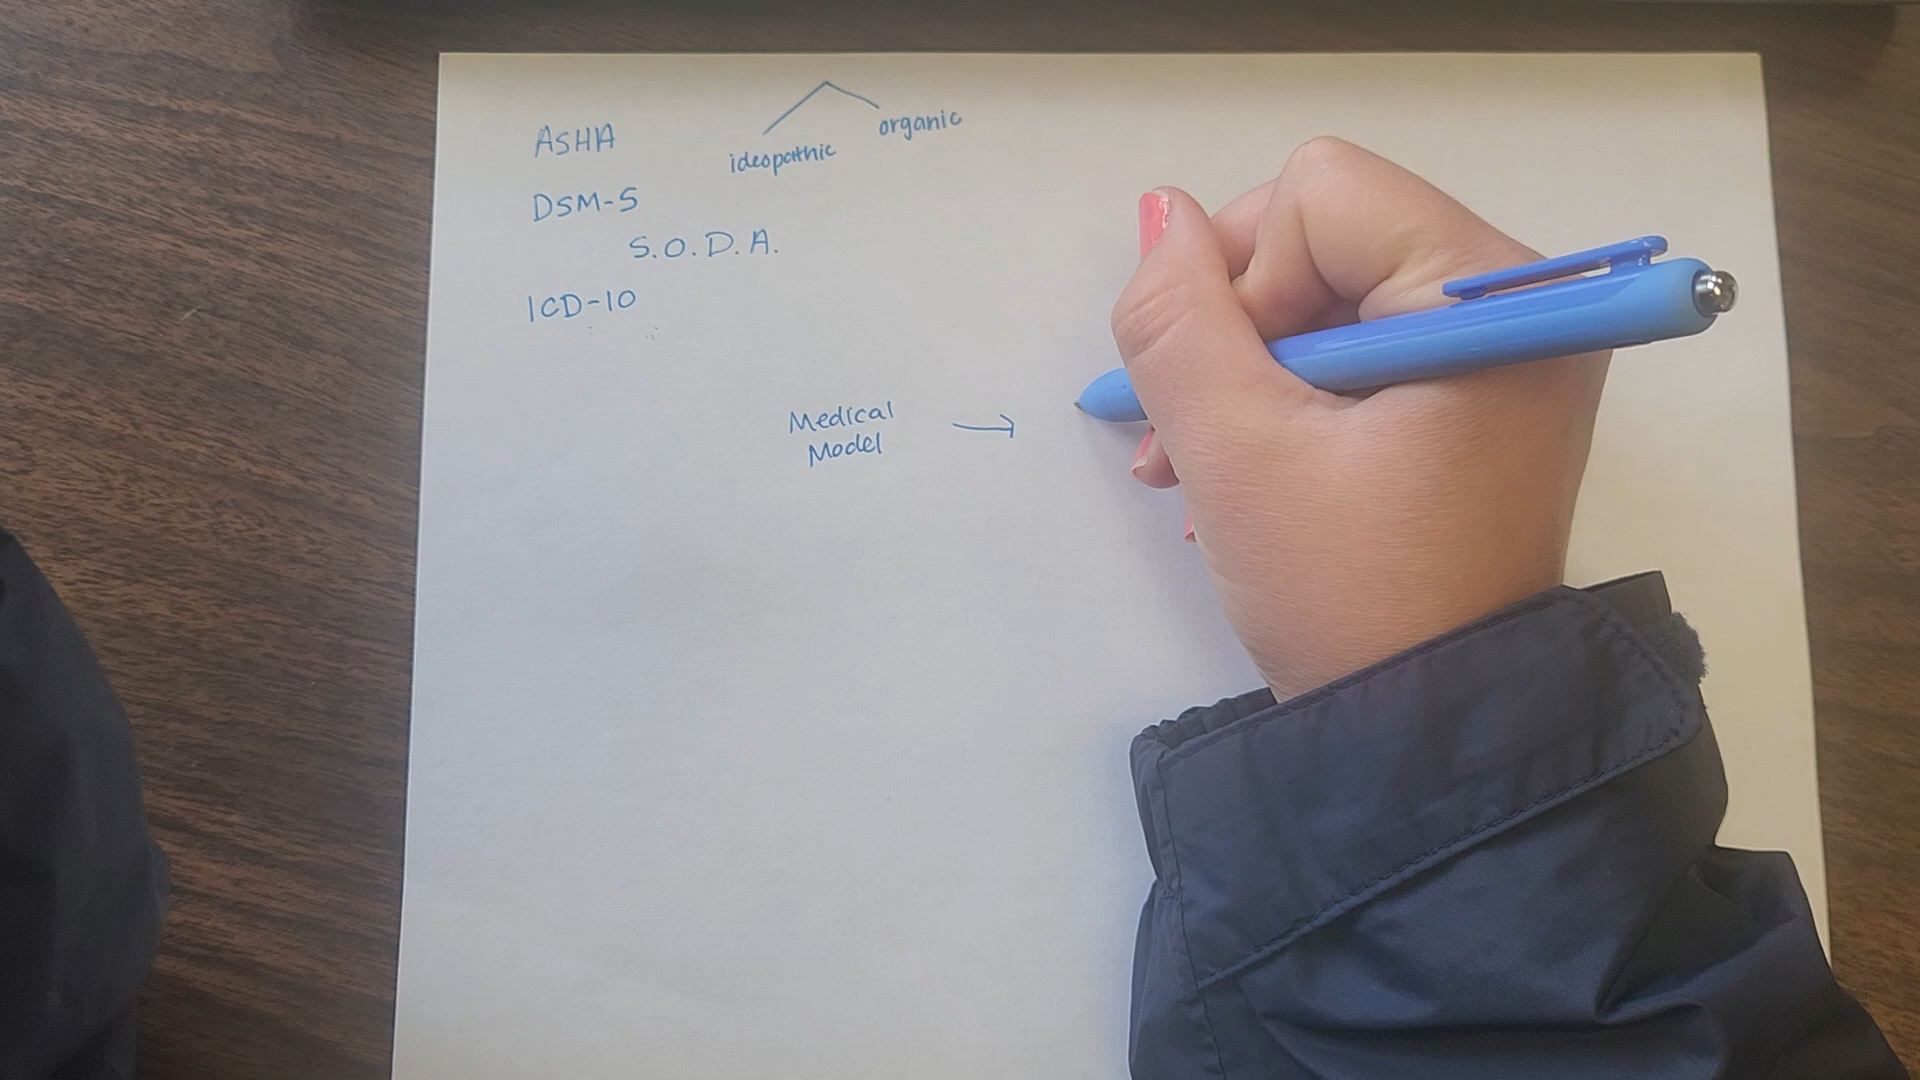 ASHA
ideopathic
organic
DSM-5
S.O.D.A.
ICD-10
Medical
Model